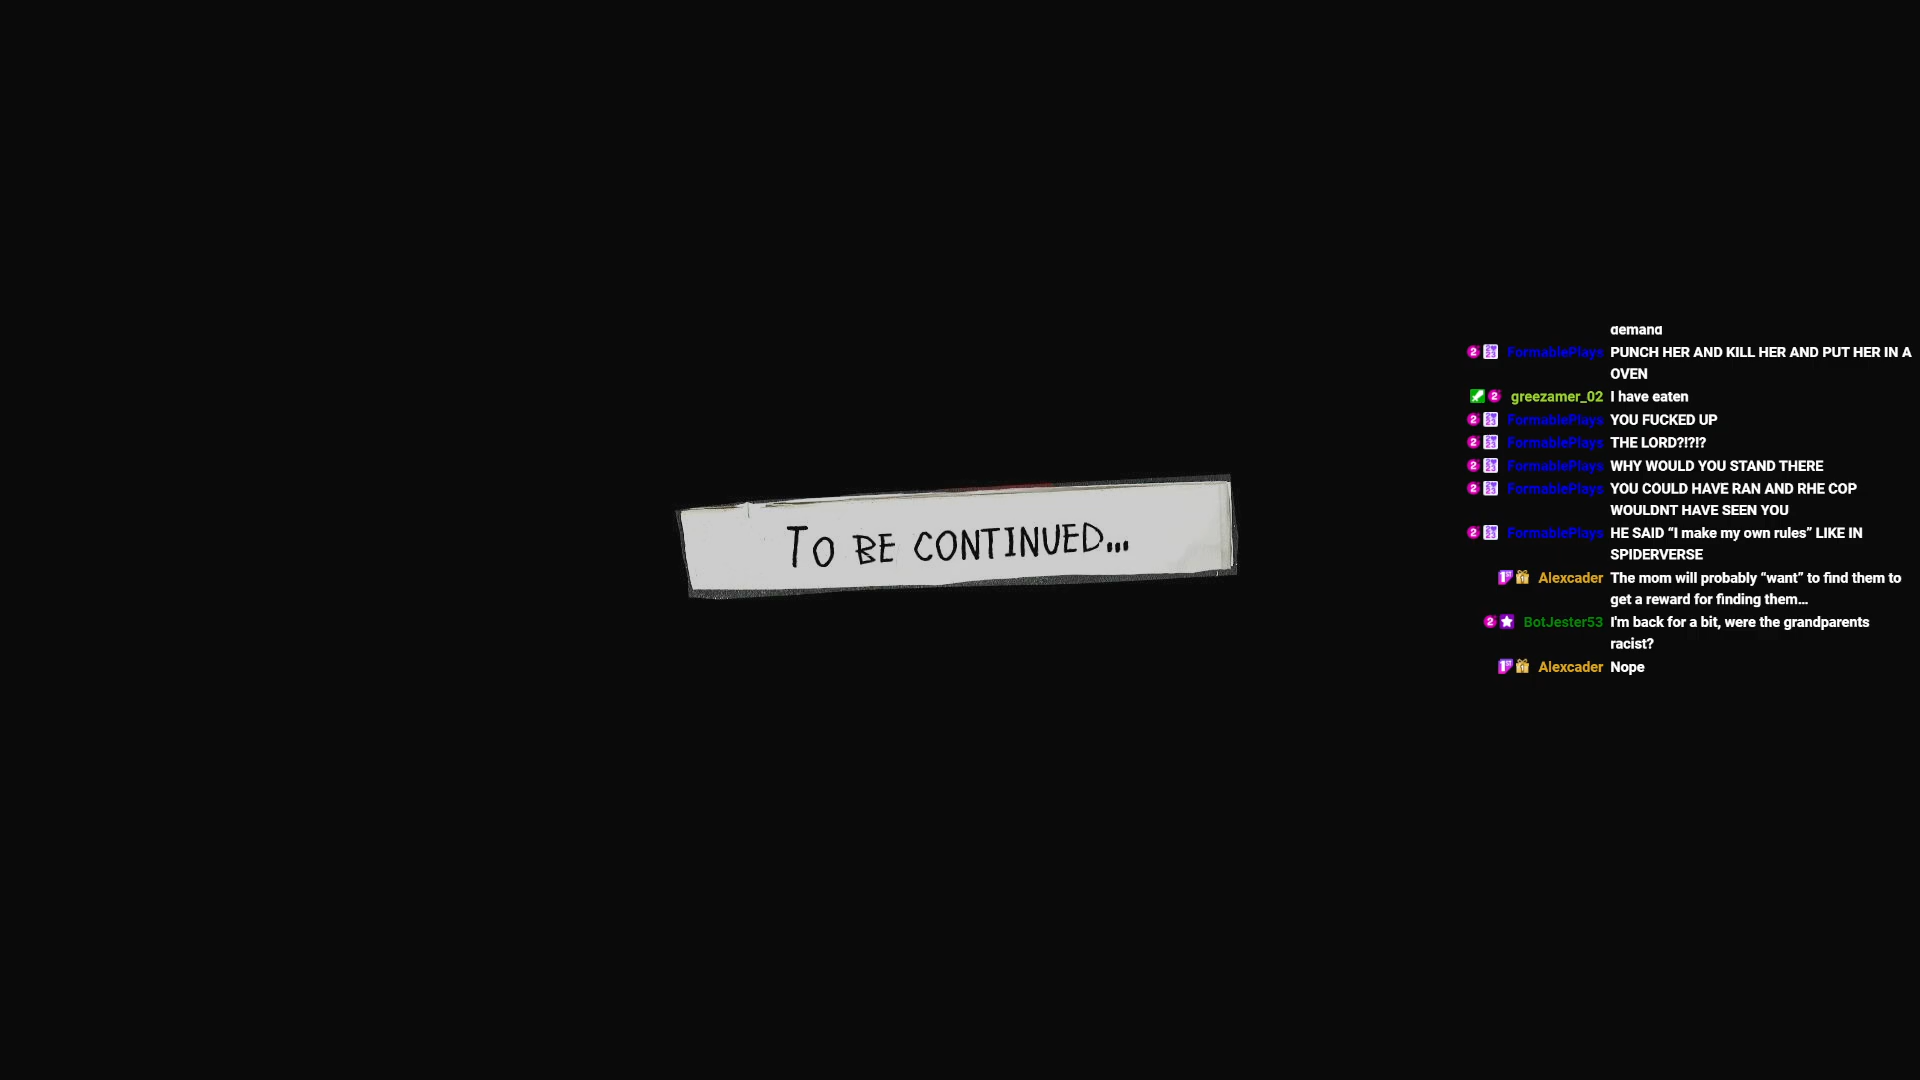 To BE CONTINUED...
demand
FormablePlays PUNCH HER AND KILL HER AND PUT HER IN A
OVEN
greezamer_02 I have eaten
FormablePlays YOU FUCKED UP
FormablePlays THE LORD?!?!?
FormablePlays WHY WOULD YOU STAND THERE
FormablePlays YOU COULD HAVE RAN AND RHE COP
WOULDNT HAVE SEEN YOU
FormablePlays HE SAID “I make my own rules” LIKE IN
SPIDERVERSE
Alexcader The mom will probably “want” to find them to
get a reward for finding them...
BotJester53 I'm back for a bit, were the grandparents
racist?
Alexcader Nope